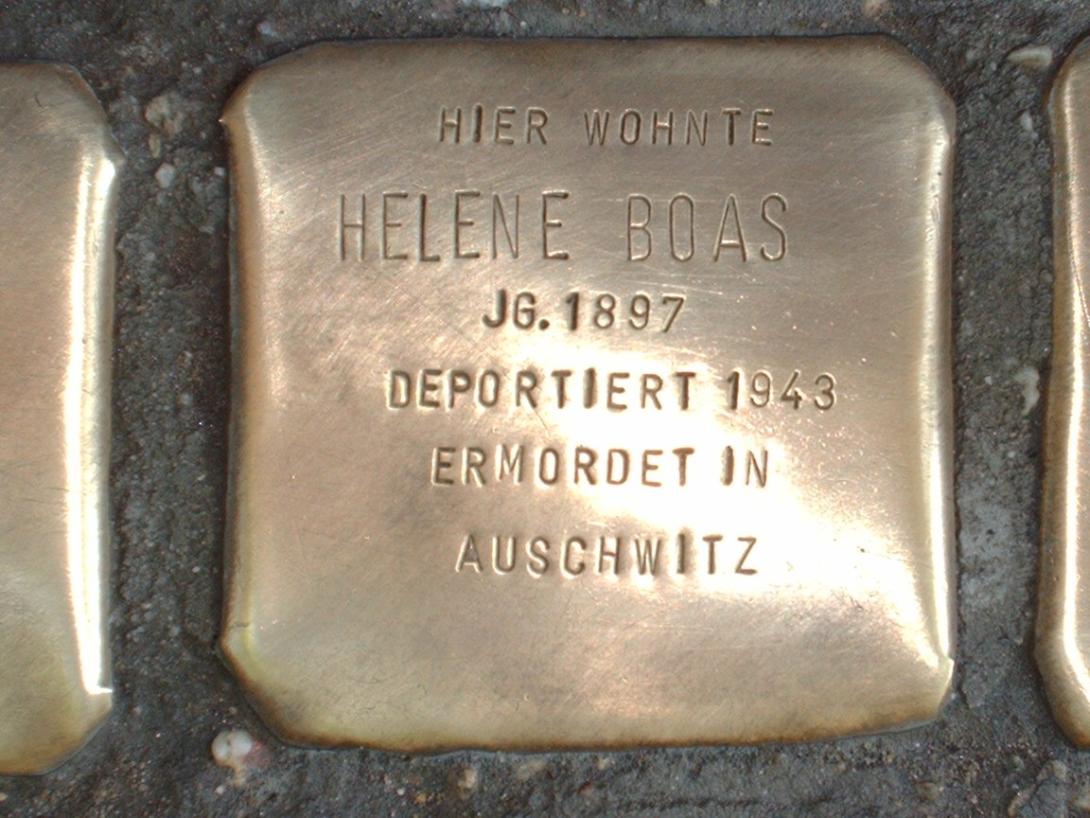 HIER WOHNTE
HELENE BOAS
JG. 1897
DEPORTIERT 1943
ERMORDET IN
AUSCHWITZ